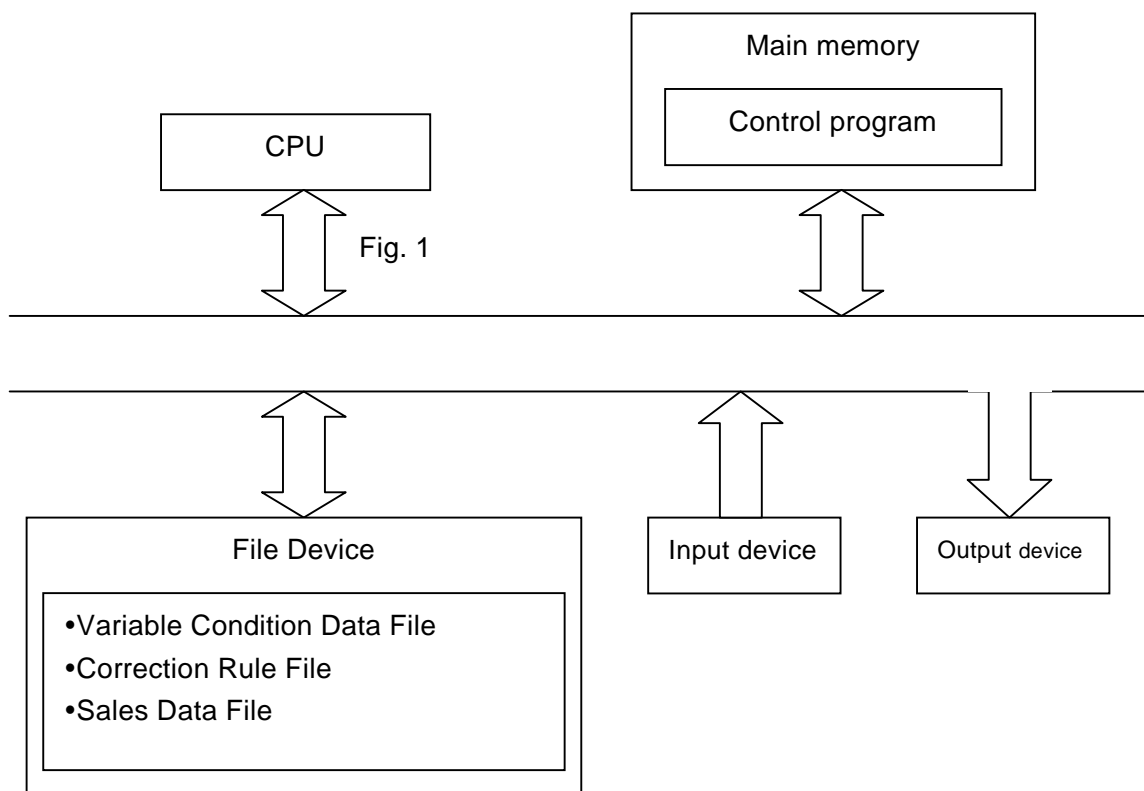 Main memory
Control program
CPU
Fig. 1
File Device
Input device
Output device
•Variable Condition Data File
•Correction Rule File
•Sales Data File